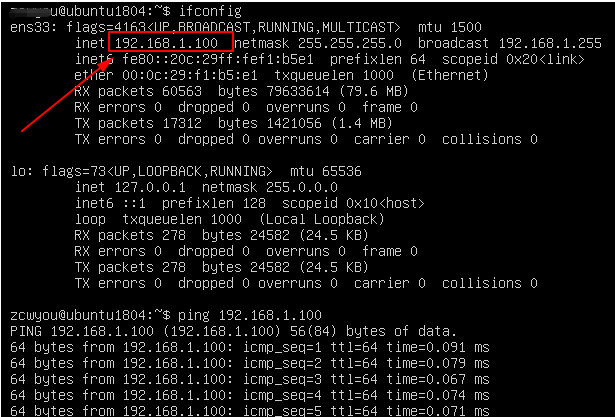 @ubuntu1804:~$ ifconfig
ens33: flags=4163<UP,BROADCAST,RUNNING,MULTICAST>  mtu 1500
        inet 192.168.1.100  netmask 255.255.255.0  broadcast 192.168.1.255
        inet6 fe80::20c:29ff:fef1:b5e1  prefixlen 64  scopeid 0x20<link>
        ether 00:0c:29:f1:b5:e1  txqueuelen 1000  (Ethernet)
        RX packets 60563  bytes 79633614 (79.6 MB)
        RX errors 0  dropped 0  overruns 0  frame 0
        TX packets 17312  bytes 1421056 (1.4 MB)
        TX errors 0  dropped 0 overruns 0  carrier 0  collisions 0
lo: flags=73<UP,LOOPBACK,RUNNING>  mtu 65536
        inet 127.0.0.1  netmask 255.0.0.0
        inet6 ::1  prefixlen 128  scopeid 0x10<host>
        loop  txqueuelen 1000  (Local Loopback)
        RX packets 278  bytes 24582 (24.5 KB)
        RX errors 0  dropped 0  overruns 0  frame 0
        TX packets 278  bytes 24582 (24.5 KB)
        TX errors 0  dropped 0 overruns 0  carrier 0  collisions 0
zcwyou@ubuntu1804:~$ ping 192.168.1.100
PING 192.168.1.100 (192.168.1.100) 56(84) bytes of data.
64 bytes from 192.168.1.100: icmp_seq=1 ttl=64 time=0.091 ms
64 bytes from 192.168.1.100: icmp_seq=2 ttl=64 time=0.079 ms
64 bytes from 192.168.1.100: icmp_seq=3 ttl=64 time=0.067 ms
64 bytes from 192.168.1.100: icmp_seq=4 ttl=64 time=0.074 ms
64 bytes from 192.168.1.100: icmp_seq=5 ttl=64 time=0.071 ms